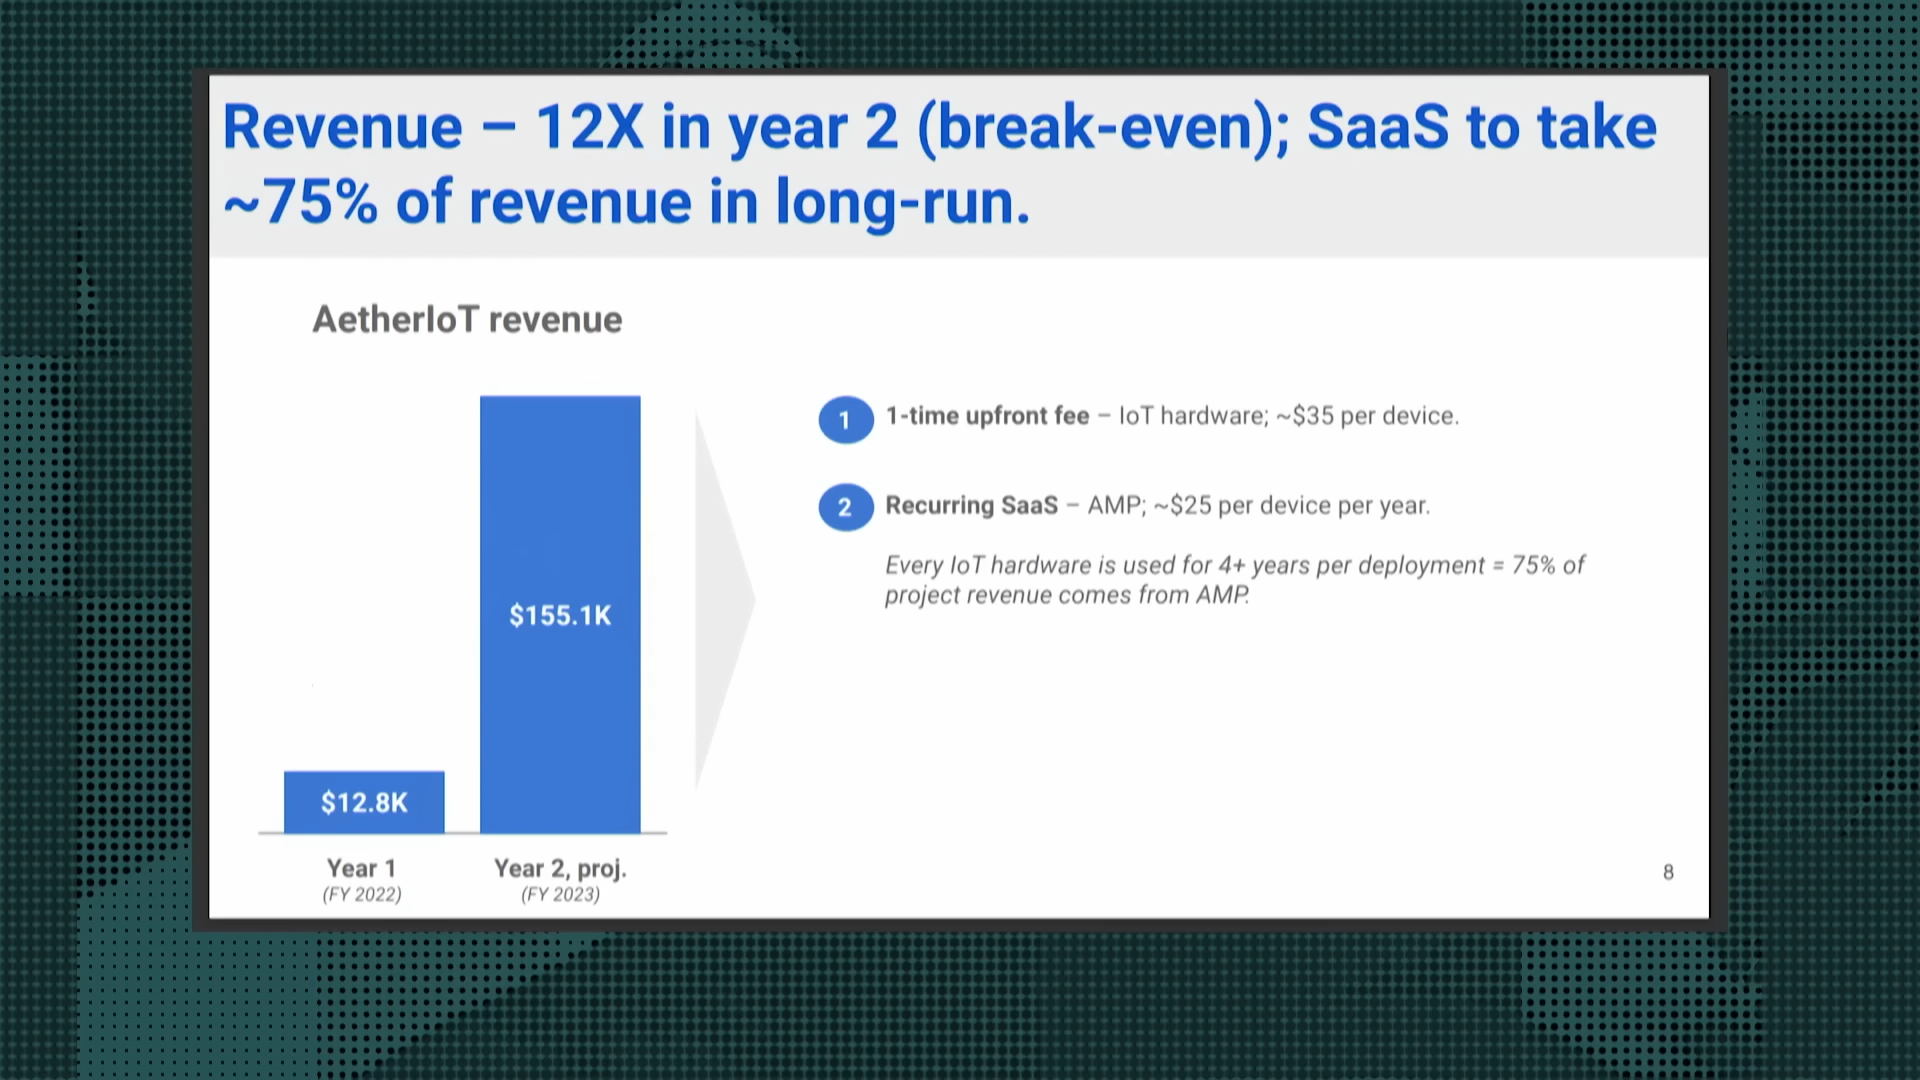 Revenue – 12X in year 2 (break-even); SaaS to take
~75% of revenue in long-run.
AetherIoT revenue
$155.1K
$12.8K
Year 1
(FY 2022)
Year 2, proj.
(FY 2023)
1
1-time upfront fee – IoT hardware; ~$35 per device.
2
Recurring SaaS – AMP; ~$25 per device per year.
Every IoT hardware is used for 4+ years per deployment = 75% of
project revenue comes from AMP.
8